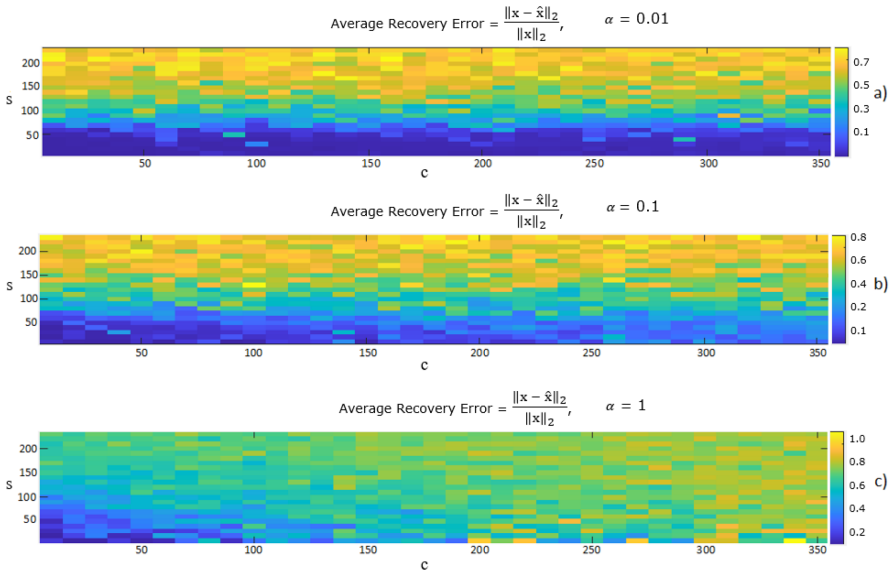 Average Recovery Error = ‖x − x̂‖₂ / ‖x‖₂, α = 0.01
200
150
100
50
s
50 100 150 200 250 300 350
c
0.7
0.5
0.3
0.1
a)
Average Recovery Error = ‖x − x̂‖₂ / ‖x‖₂, α = 0.1
200
150
100
50
s
50 100 150 200 250 300 350
c
0.8
0.6
0.4
0.2
0.1
b)
Average Recovery Error = ‖x − x̂‖₂ / ‖x‖₂, α = 1
200
150
100
50
s
50 100 150 200 250 300 350
c
1.0
0.8
0.6
0.4
0.2
c)